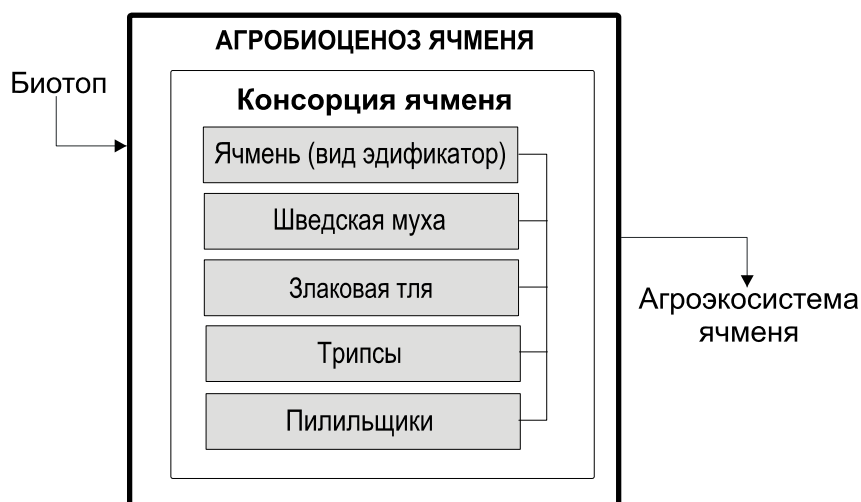 АГРОБИОЦЕНОЗ ЯЧМЕНЯ
Биотоп
Консорция ячменя
Ячмень (вид эдификатор)
Шведская муха
Злаковая тля
Трипсы
Пилильщики
Агроэкосистема
ячменя